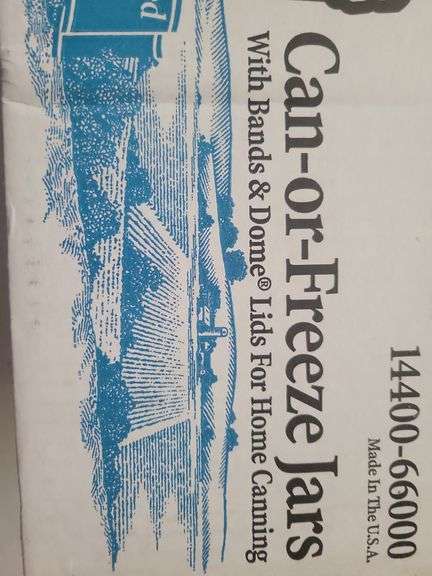 14400-66000
Made In The U.S.A.
Can-or-Freeze Jars
With Bands & Dome® Lids For Home Canning